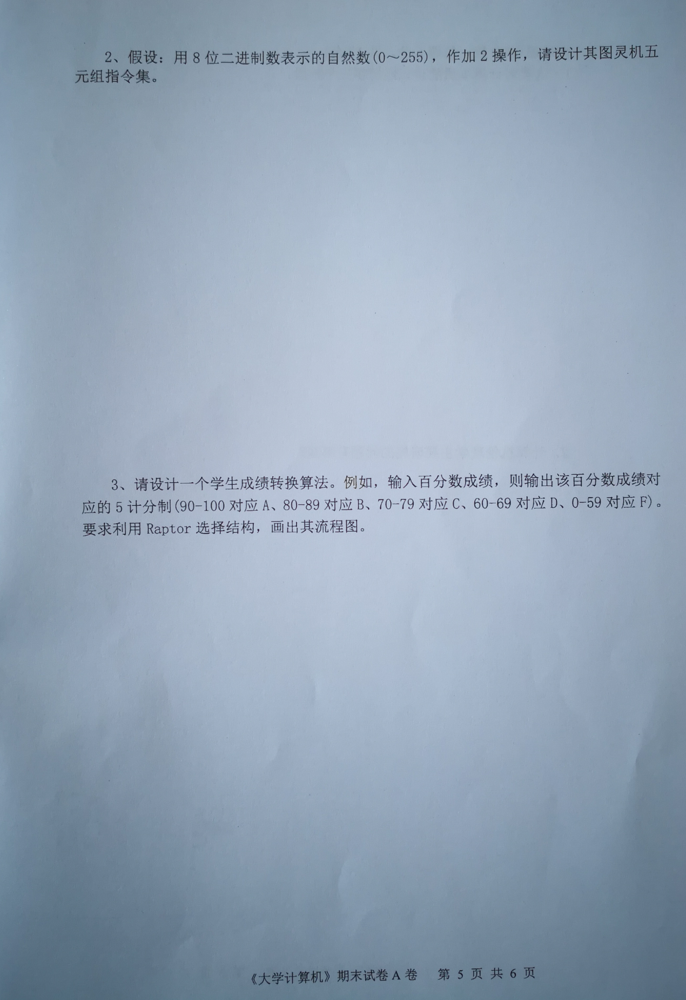 2、假设：用 8 位二进制数表示的自然数(0～255)，作加 2 操作，请设计其图灵机五
元组指令集。
3、请设计一个学生成绩转换算法。例如，输入百分数成绩，则输出该百分数成绩对
应的 5 计分制(90-100 对应 A、80-89 对应 B、70-79 对应 C、60-69 对应 D、0-59 对应 F)。
要求利用 Raptor 选择结构，画出其流程图。
《大学计算机》期末试卷 A 卷 第 5 页 共 6 页